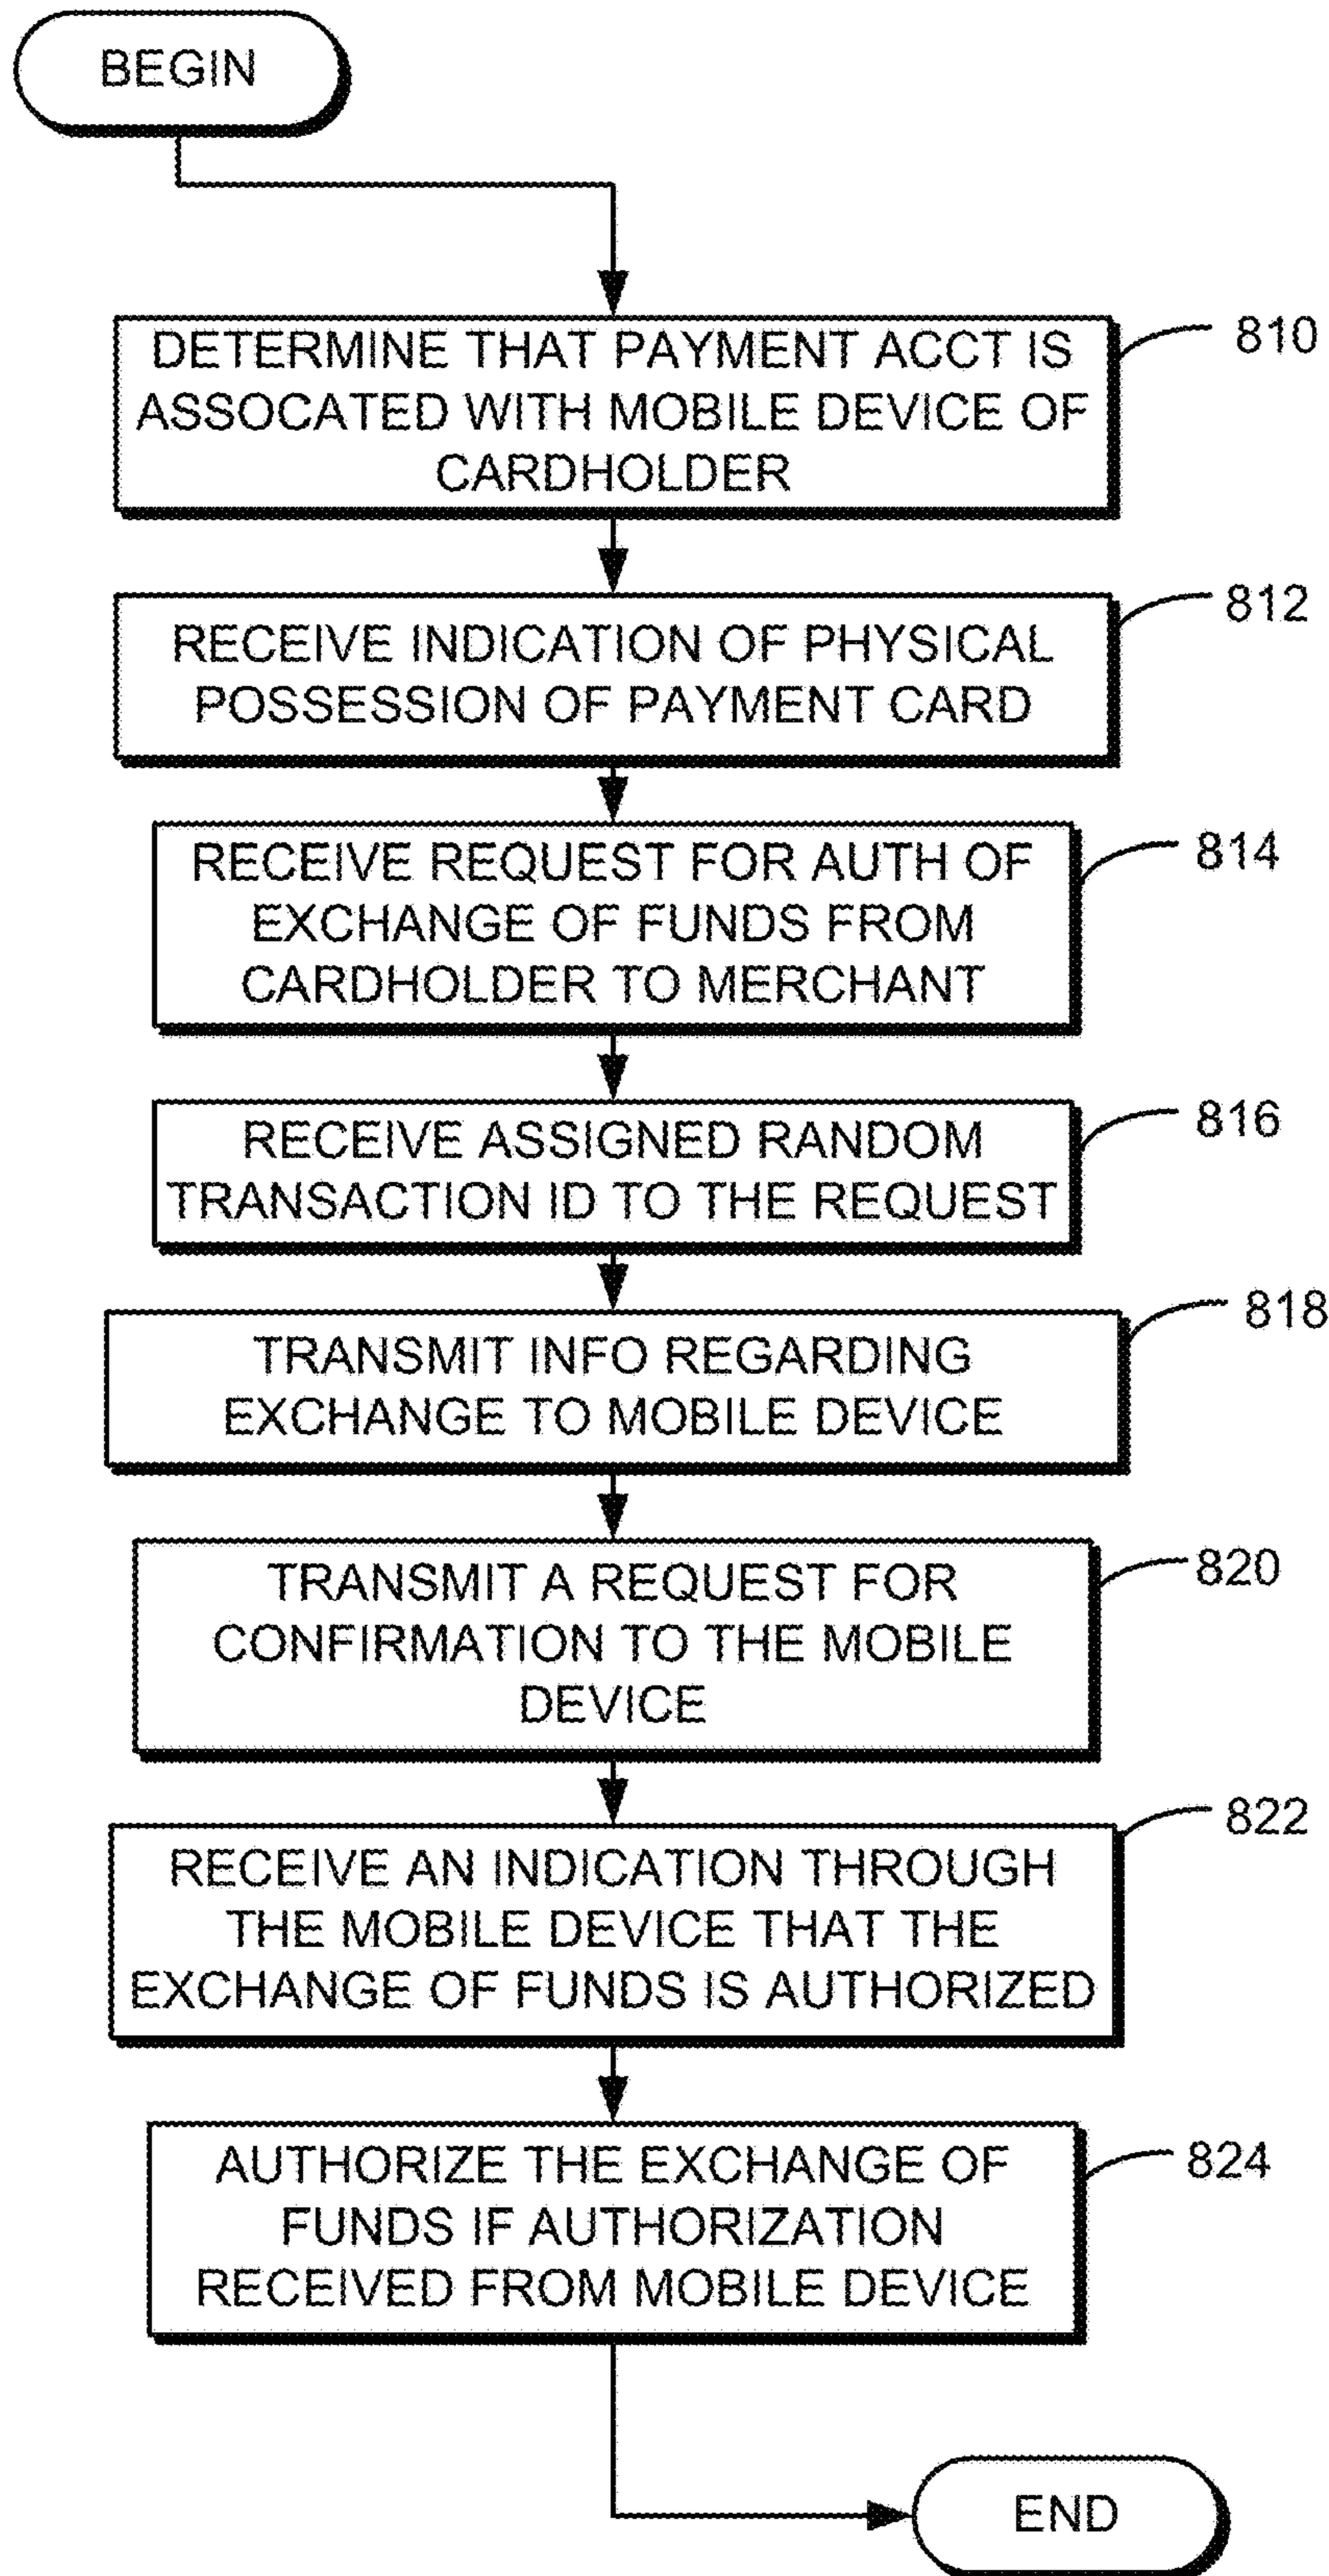 BEGIN
DETERMINE THAT PAYMENT ACCT IS
ASSOCATED WITH MOBILE DEVICE OF
CARDHOLDER
810
RECEIVE INDICATION OF PHYSICAL
POSSESSION OF PAYMENT CARD
812
RECEIVE REQUEST FOR AUTH OF
EXCHANGE OF FUNDS FROM
CARDHOLDER TO MERCHANT
814
RECEIVE ASSIGNED RANDOM
TRANSACTION ID TO THE REQUEST
816
TRANSMIT INFO REGARDING
EXCHANGE TO MOBILE DEVICE
818
TRANSMIT A REQUEST FOR
CONFIRMATION TO THE MOBILE
DEVICE
820
RECEIVE AN INDICATION THROUGH
THE MOBILE DEVICE THAT THE
EXCHANGE OF FUNDS IS AUTHORIZED
822
AUTHORIZE THE EXCHANGE OF
FUNDS IF AUTHORIZATION
RECEIVED FROM MOBILE DEVICE
824
END